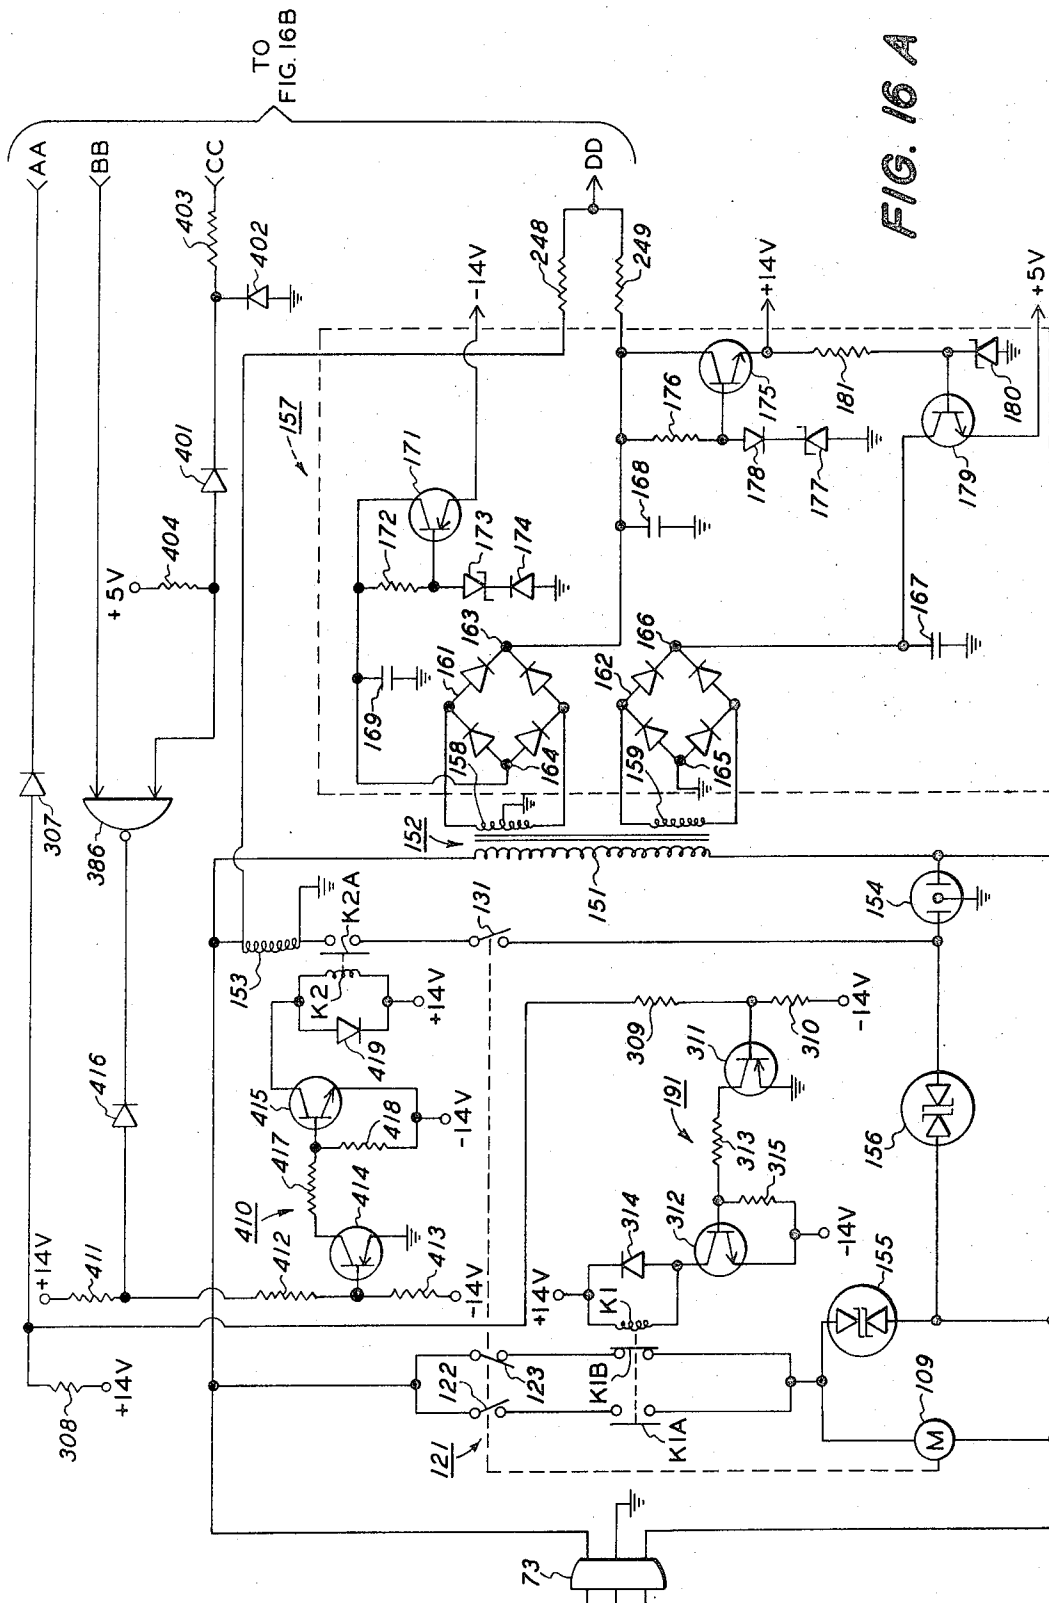 FIG. 16 A
TO
FIG. 16B
AA
BB
CC
DD
403
402
401
404
+5V
307
386
416
+14V
411
308
+14V
412
413
-14V
410
414
417
418
415
-14V
419
K2
+14V
K2A
153
131
152
151
157
248
249
-14V
171
172
173
174
169
161
163
158
164
168
176
175
+14V
178
177
181
180
179
+5V
162
166
159
165
167
154
309
310
-14V
311
191
313
315
312
-14V
314
+14V
K1
K1B
K1A
123
122
121
156
155
109
M
73